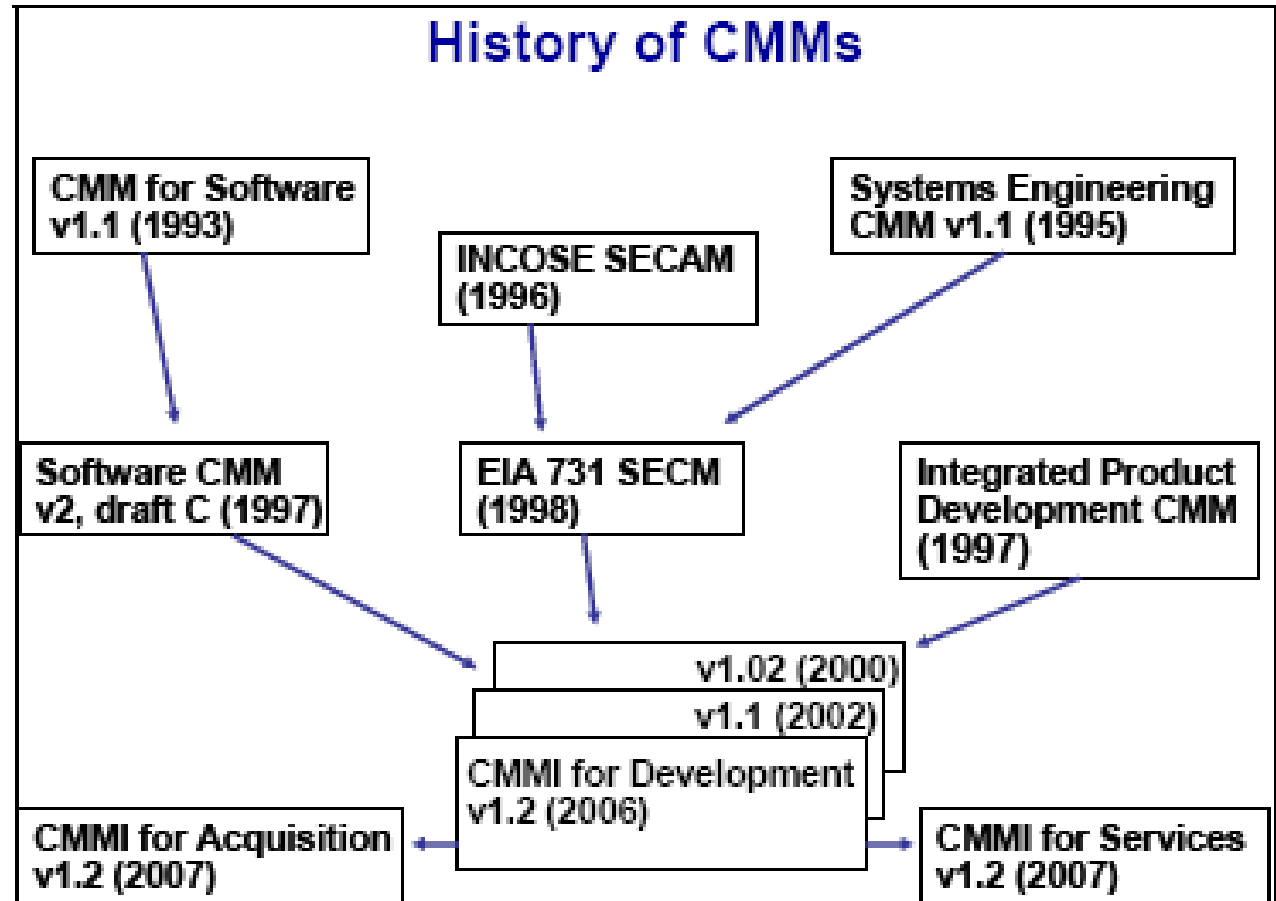 History of CMMs
CMM for Software
v1.1 (1993)
Systems Engineering
CMM v1.1 (1995)
INCOSE SECAM
(1996)
Software CMM
v2, draft C (1997)
EIA 731 SECM
(1998)
Integrated Product
Development CMM
(1997)
v1.02 (2000)
v1.1 (2002)
CMMI for Development
v1.2 (2006)
CMMI for Acquisition
v1.2 (2007)
CMMI for Services
v1.2 (2007)